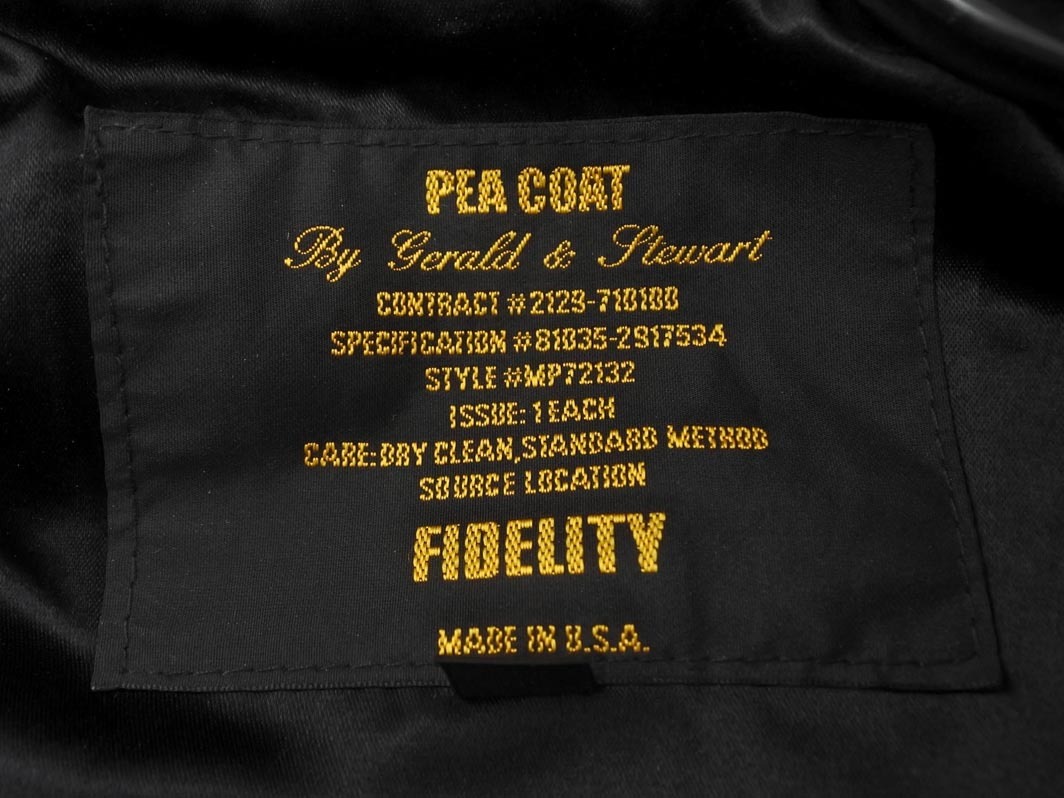 PEA COAT
By Gerald & Stewart
CONTRACT #2129-710100
SPECIFICATION #81035-2917534
STYLE #MP72132
ISSUE: 1 EACH
CARE: DRY CLEAN, STANDARD METHOD
SOURCE LOCATION
FIDELITY
MADE IN U.S.A.